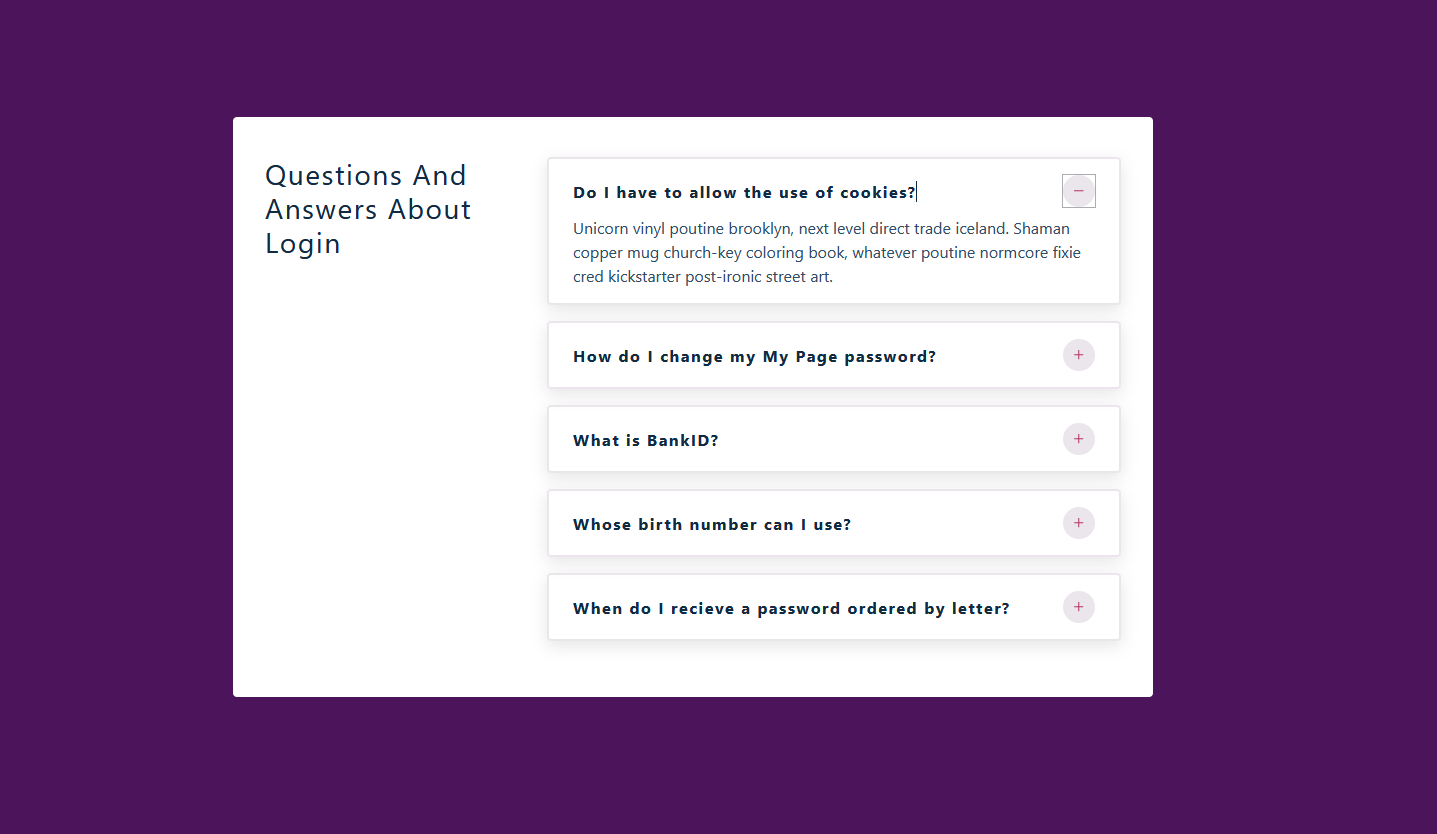 Questions And
Answers About
Login
Do I have to allow the use of cookies?
Unicorn vinyl poutine brooklyn, next level direct trade iceland. Shaman
copper mug church-key coloring book, whatever poutine normcore fixie
cred kickstarter post-ironic street art.
How do I change my My Page password?
What is BankID?
Whose birth number can I use?
When do I recieve a password ordered by letter?